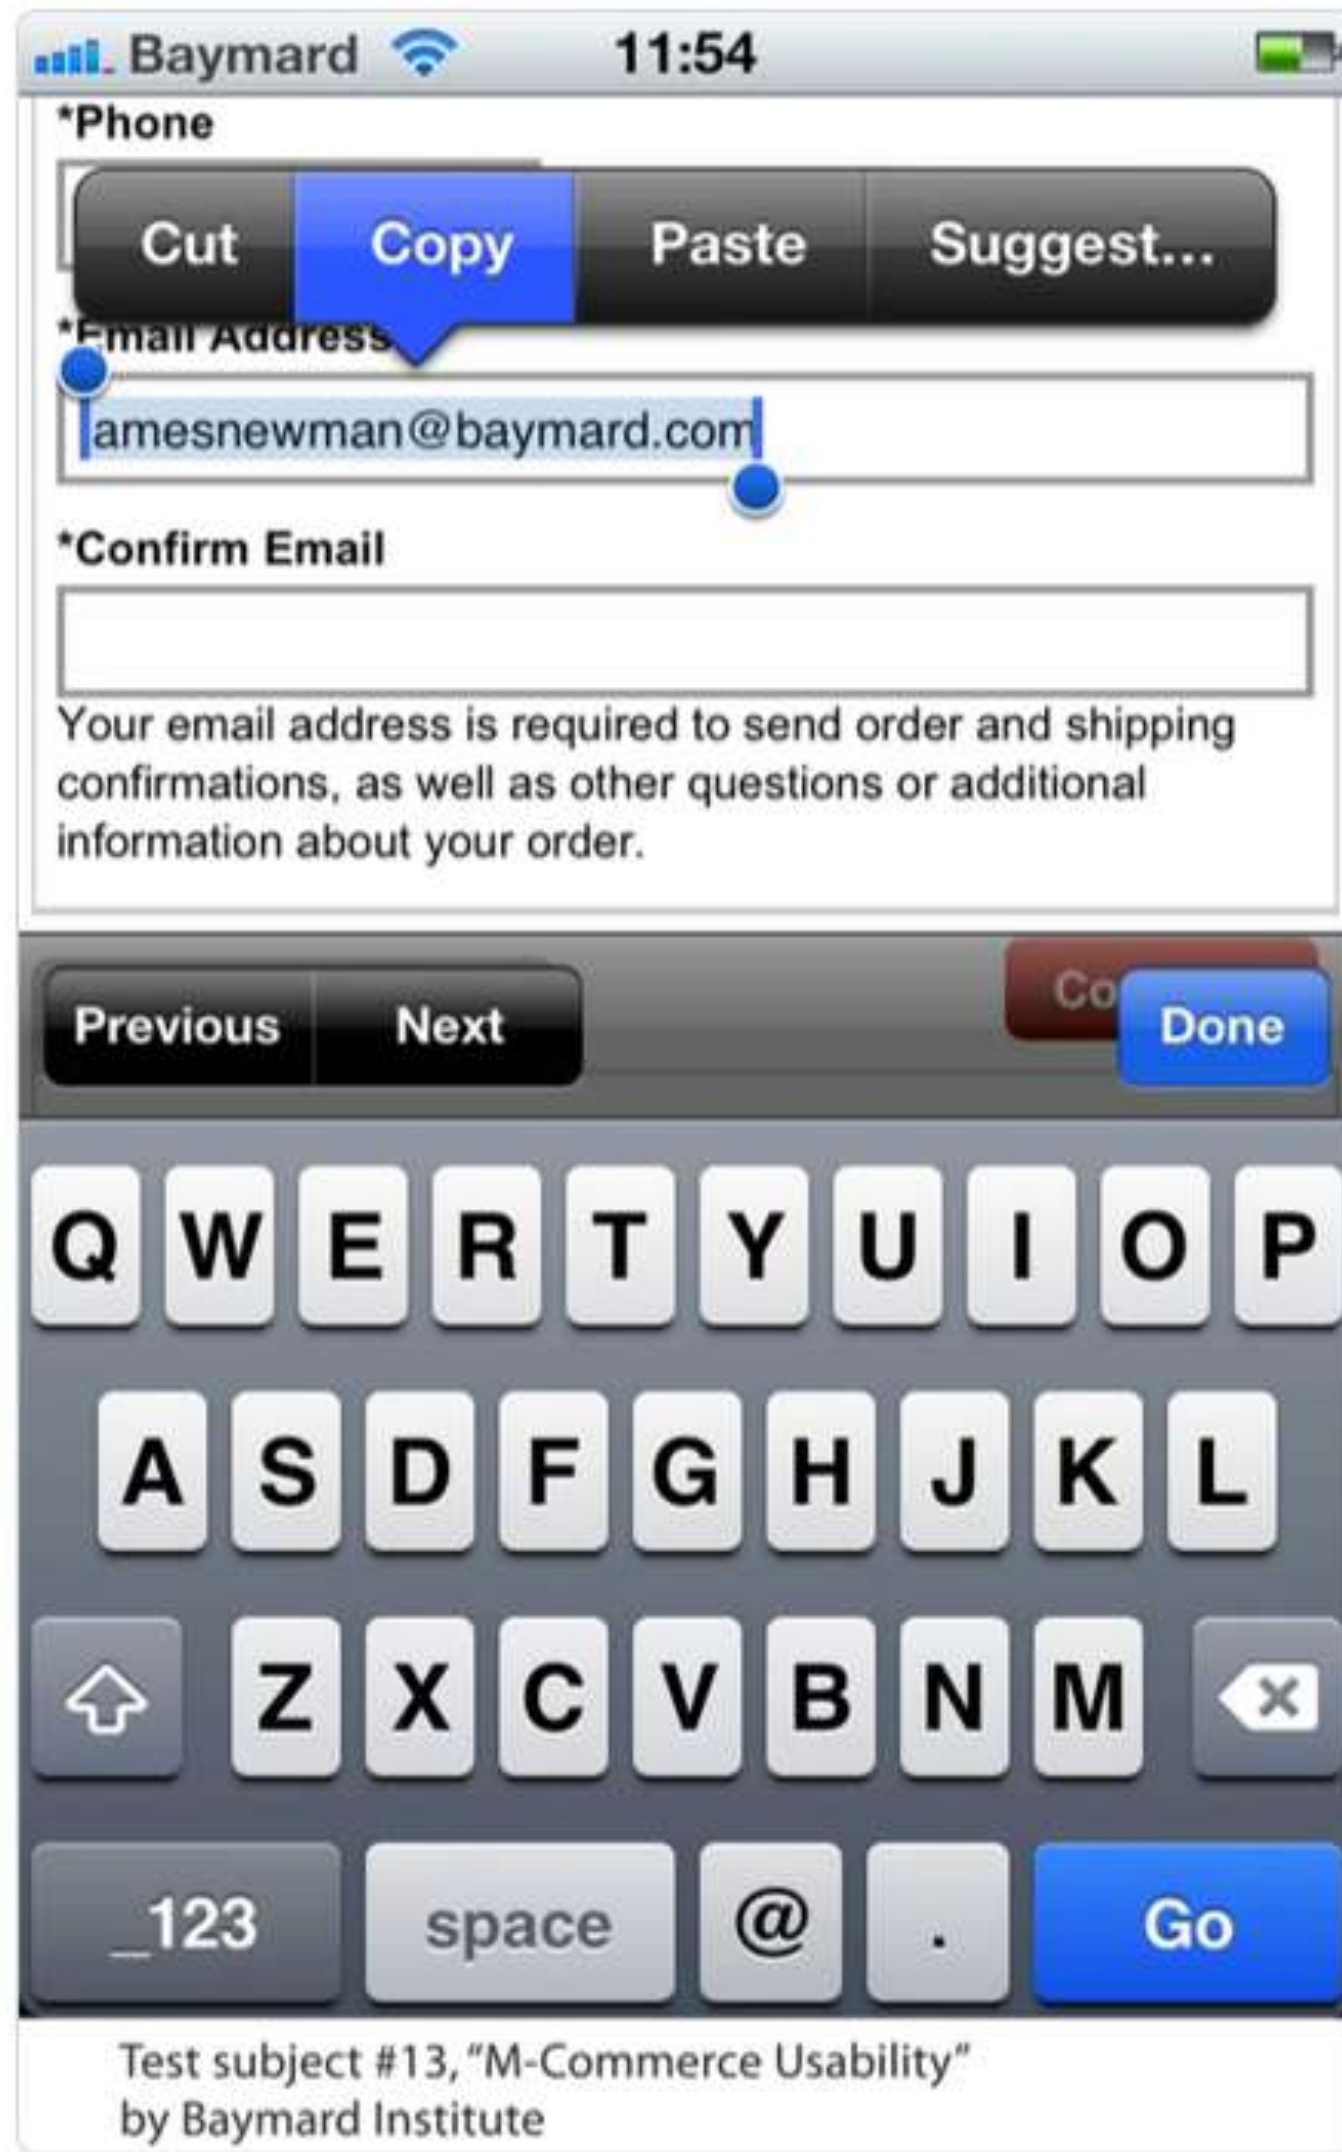 Baymard 11:54
*Phone
Cut Copy Paste Suggest...
*Email Address
amesnewman@baymard.com
*Confirm Email
Your email address is required to send order and shipping
confirmations, as well as other questions or additional
information about your order.
Previous Next Co Done
Q W E R T Y U I O P
A S D F G H J K L
Z X C V B N M
_123 space @ . Go
Test subject #13, "M-Commerce Usability"
by Baymard Institute